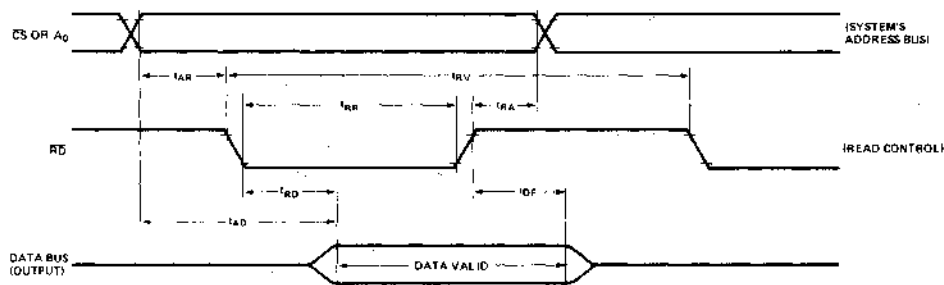 CS OR A0
(SYSTEM'S
ADDRESS BUS)
tAR
tRV
tRR
tRA
RD
(READ CONTROL)
tRD
tDF
tAD
DATA BUS
(OUTPUT)
DATA VALID